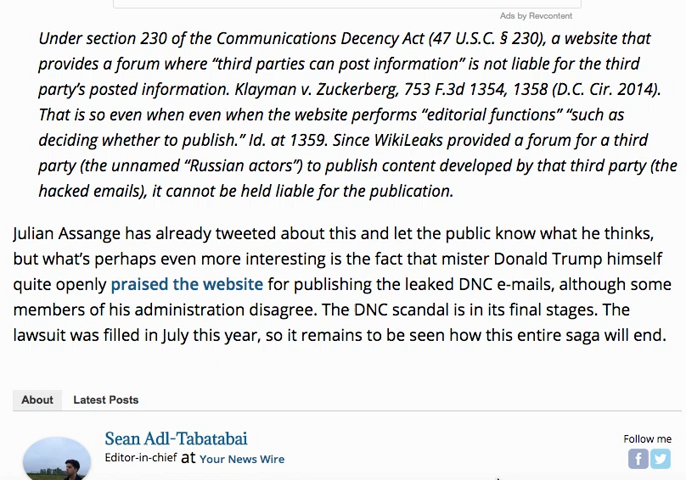 Ads by Revcontent
Under section 230 of the Communications Decency Act (47 U.S.C. § 230), a website that
provides a forum where “third parties can post information” is not liable for the third
party’s posted information. Klayman v. Zuckerberg, 753 F.3d 1354, 1358 (D.C. Cir. 2014).
That is so even when even when the website performs “editorial functions” “such as
deciding whether to publish.” Id. at 1359. Since WikiLeaks provided a forum for a third
party (the unnamed “Russian actors”) to publish content developed by that third party (the
hacked emails), it cannot be held liable for the publication.
Julian Assange has already tweeted about this and let the public know what he thinks,
but what’s perhaps even more interesting is the fact that mister Donald Trump himself
quite openly praised the website for publishing the leaked DNC e-mails, although some
members of his administration disagree. The DNC scandal is in its final stages. The
lawsuit was filled in July this year, so it remains to be seen how this entire saga will end.
About Latest Posts
Sean Adl-Tabatabai
Editor-in-chief at Your News Wire
Follow me